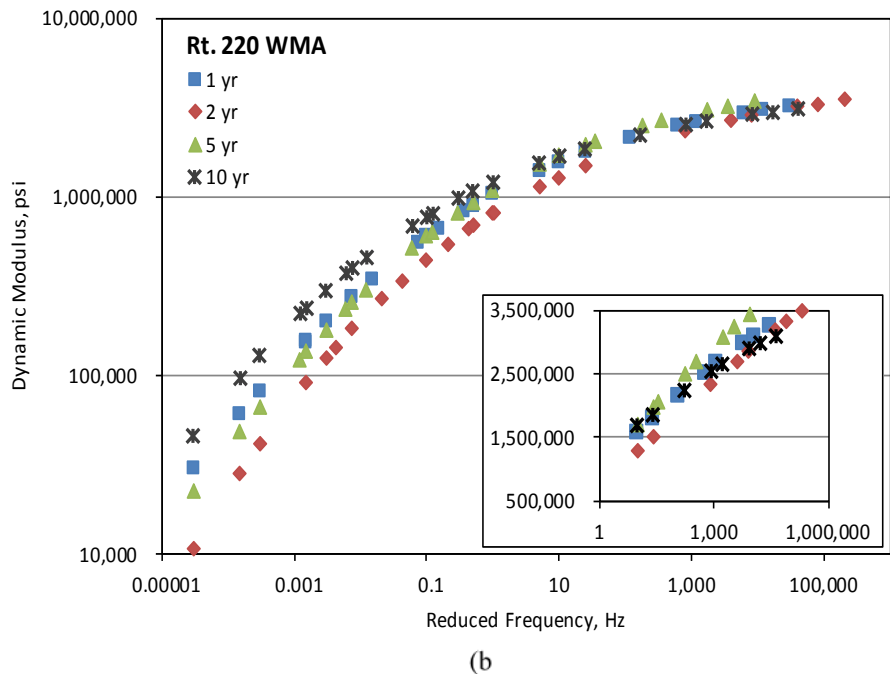 10,000,000
Rt. 220 WMA
1 yr
2 yr
5 yr
10 yr
1,000,000
Dynamic Modulus, psi
100,000
10,000
3,500,000
2,500,000
1,500,000
500,000
1 1,000 1,000,000
0.00001 0.001 0.1 10 1,000 100,000
Reduced Frequency, Hz
(b